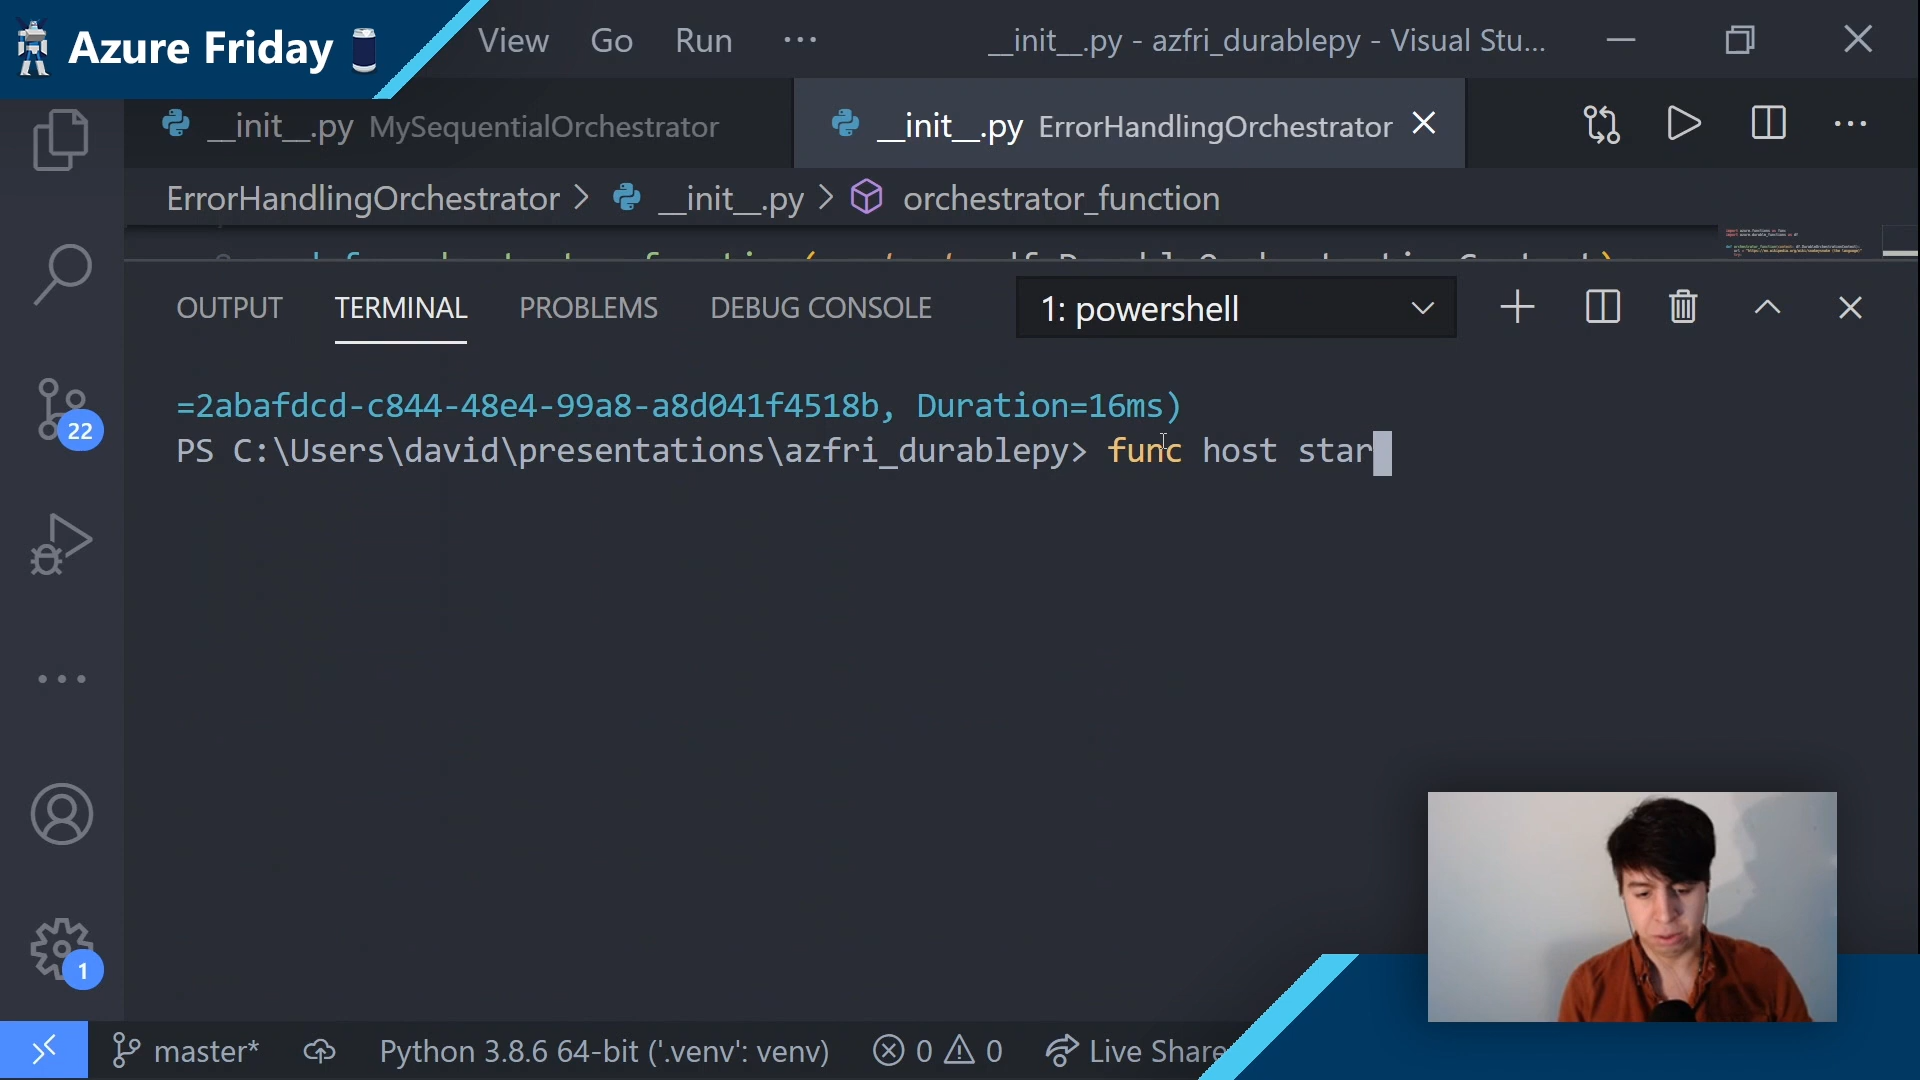 Azure Friday
View Go Run ··· __init__.py - azfri_durablepy - Visual Stu...
__init__.py MySequentialOrchestrator __init__.py ErrorHandlingOrchestrator
ErrorHandlingOrchestrator > __init__.py > orchestrator_function
OUTPUT TERMINAL PROBLEMS DEBUG CONSOLE 1: powershell
=2abafdcd-c844-48e4-99a8-a8d041f4518b, Duration=16ms)
PS C:\Users\david\presentations\azfri_durablepy> func host star
22
1
master* Python 3.8.6 64-bit ('.venv': venv) 0 0 Live Share